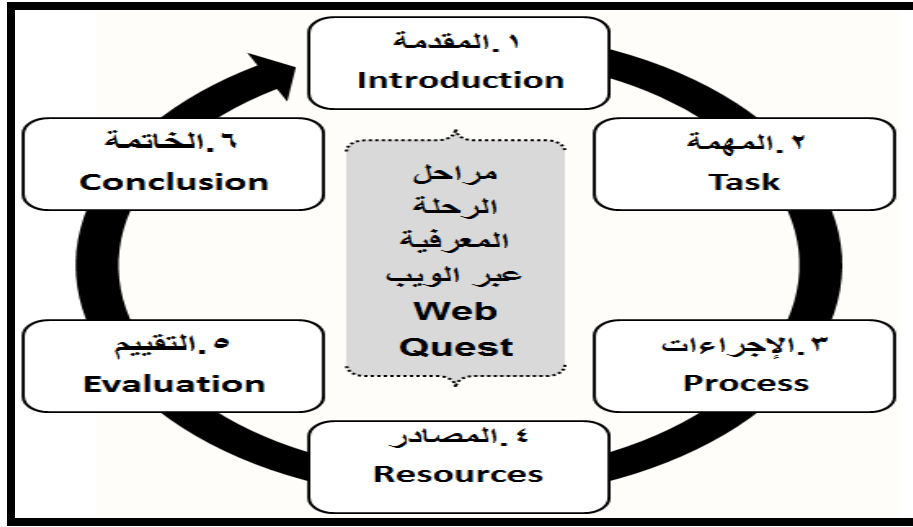 ١.المقدمة
Introduction
٢.المهمة
Task
٣.الإجراءات
Process
٤.المصادر
Resources
٥.التقييم
Evaluation
٦.الخاتمة
Conclusion
مراحل
الرحلة
المعرفية
عبر الويب
Web
Quest